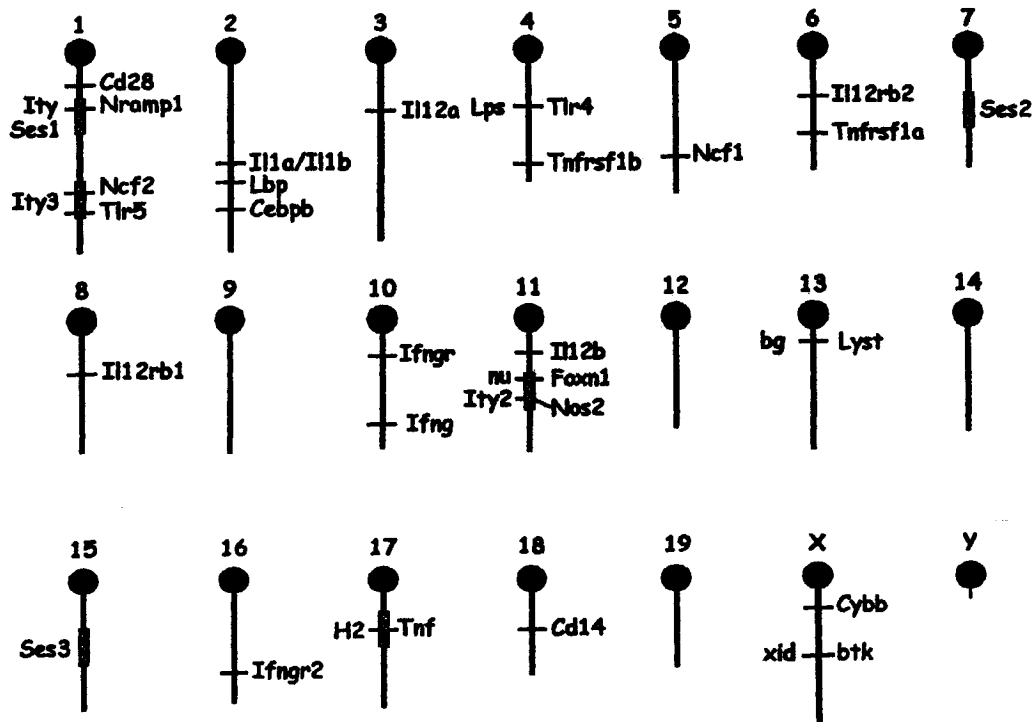 1 2 3 4 5 6 7
Cd28
Ity Nramp1
Ses1
Ncf2
Ity3 Tlr5
Il1a/Il1b
Lbp
Cebpb
Il12a
Lps Tlr4
Tnfrsf1b
Ncf1
Il12rb2
Tnfrsf1a
Ses2
8 9 10 11 12 13 14
Il12rb1
Ifngr
Ifng
Il12b
nu Foxn1
Ity2 Nos2
bg Lyst
15 16 17 18 19 X Y
Ses3
Ifngr2
H2 Tnf
Cd14
Cybb
xid btk